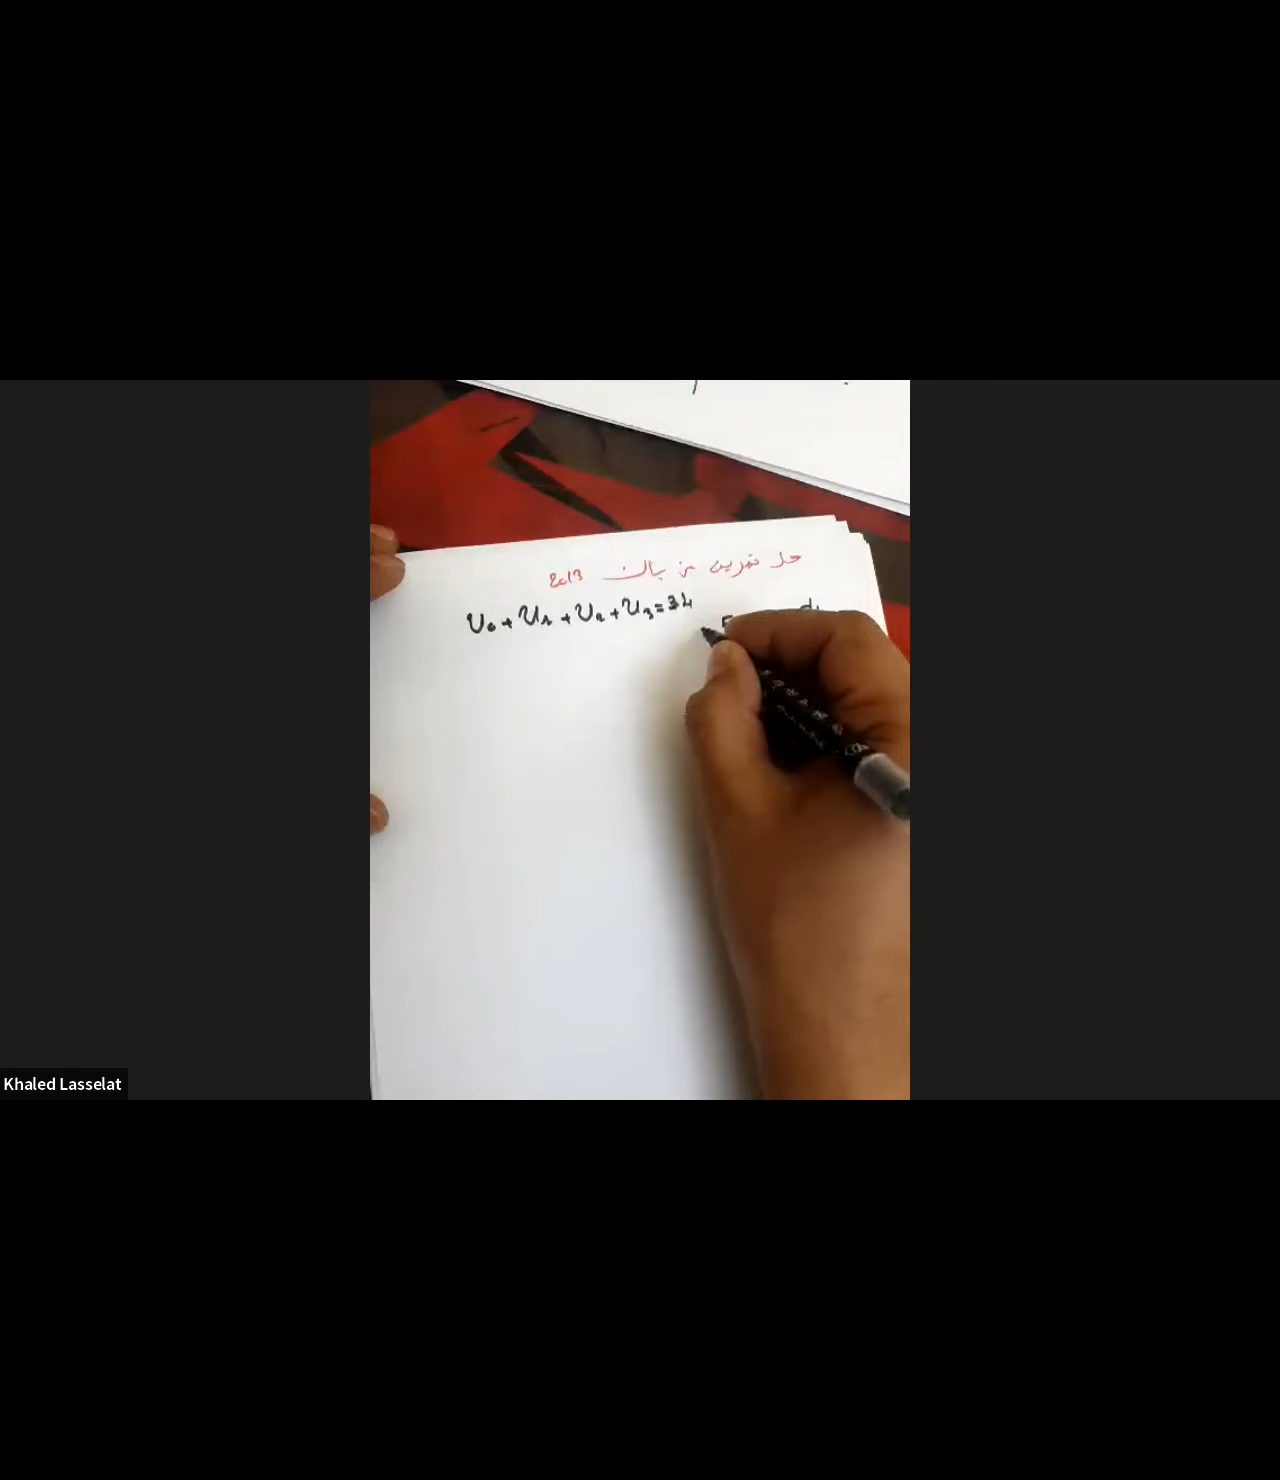 حل تمرين من باك 2013
U₀ + U₁ + U₂ + U₃ = 34
Khaled Lasselat